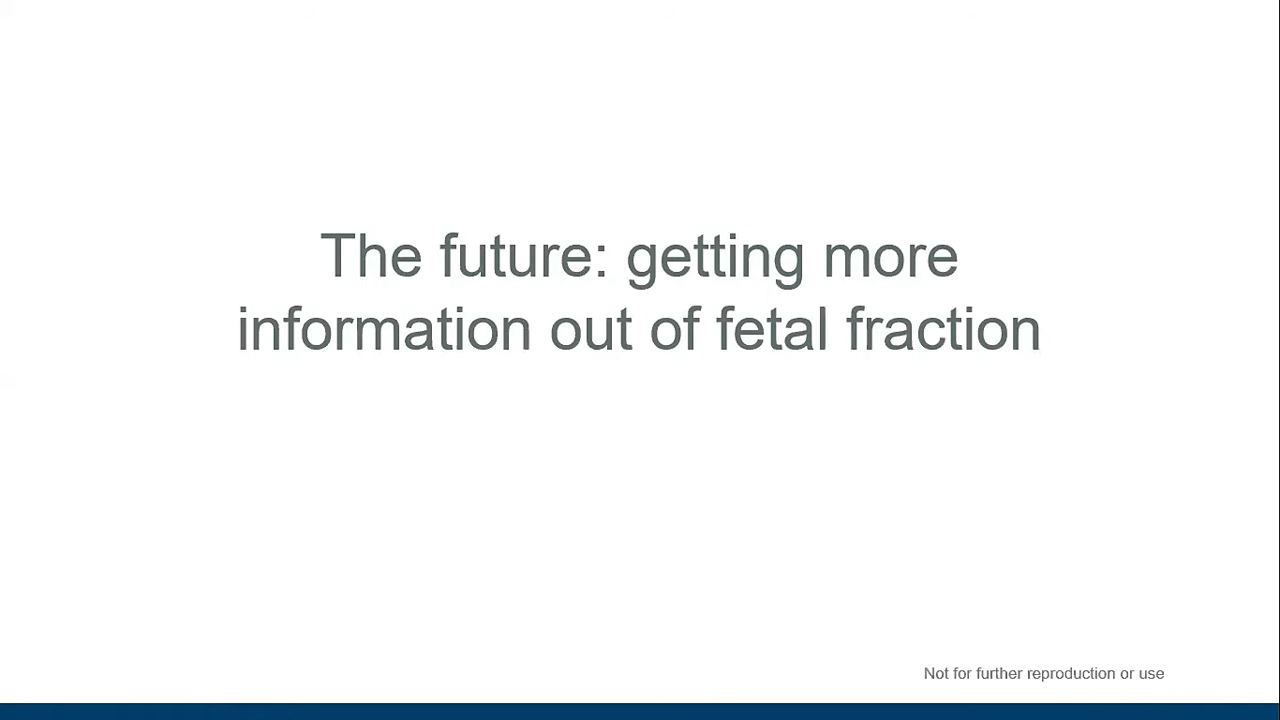 The future: getting more
information out of fetal fraction
Not for further reproduction or use